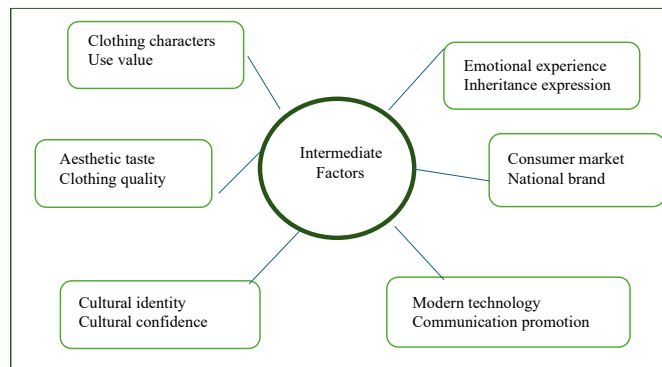 Clothing characters
Use value
Emotional experience
Inheritance expression
Aesthetic taste
Clothing quality
Intermediate
Factors
Consumer market
National brand
Cultural identity
Cultural confidence
Modern technology
Communication promotion